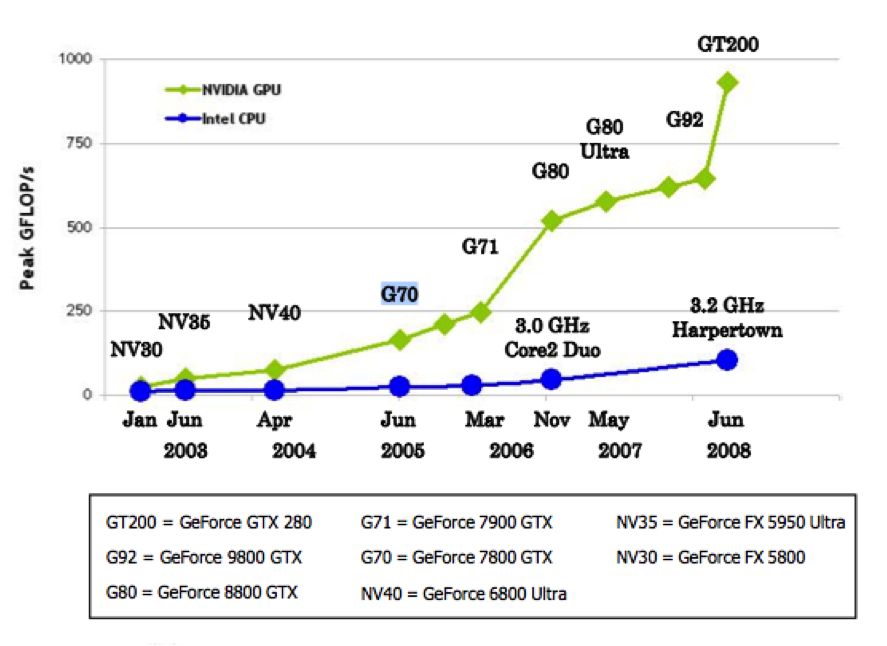 GT200
1000
NVIDIA GPU
Intel CPU
G92
G80
Ultra
750
G80
Peak GFLOP/s
500
G71
G70
250
NV40
NV35
NV30
3.0 GHz
Core2 Duo
3.2 GHz
Harpertown
0
Jan Jun Apr Jun Mar Nov May Jun
2003 2004 2005 2006 2007 2008
GT200 = GeForce GTX 280 G71 = GeForce 7900 GTX NV35 = GeForce FX 5950 Ultra
G92 = GeForce 9800 GTX G70 = GeForce 7800 GTX NV30 = GeForce FX 5800
G80 = GeForce 8800 GTX NV40 = GeForce 6800 Ultra